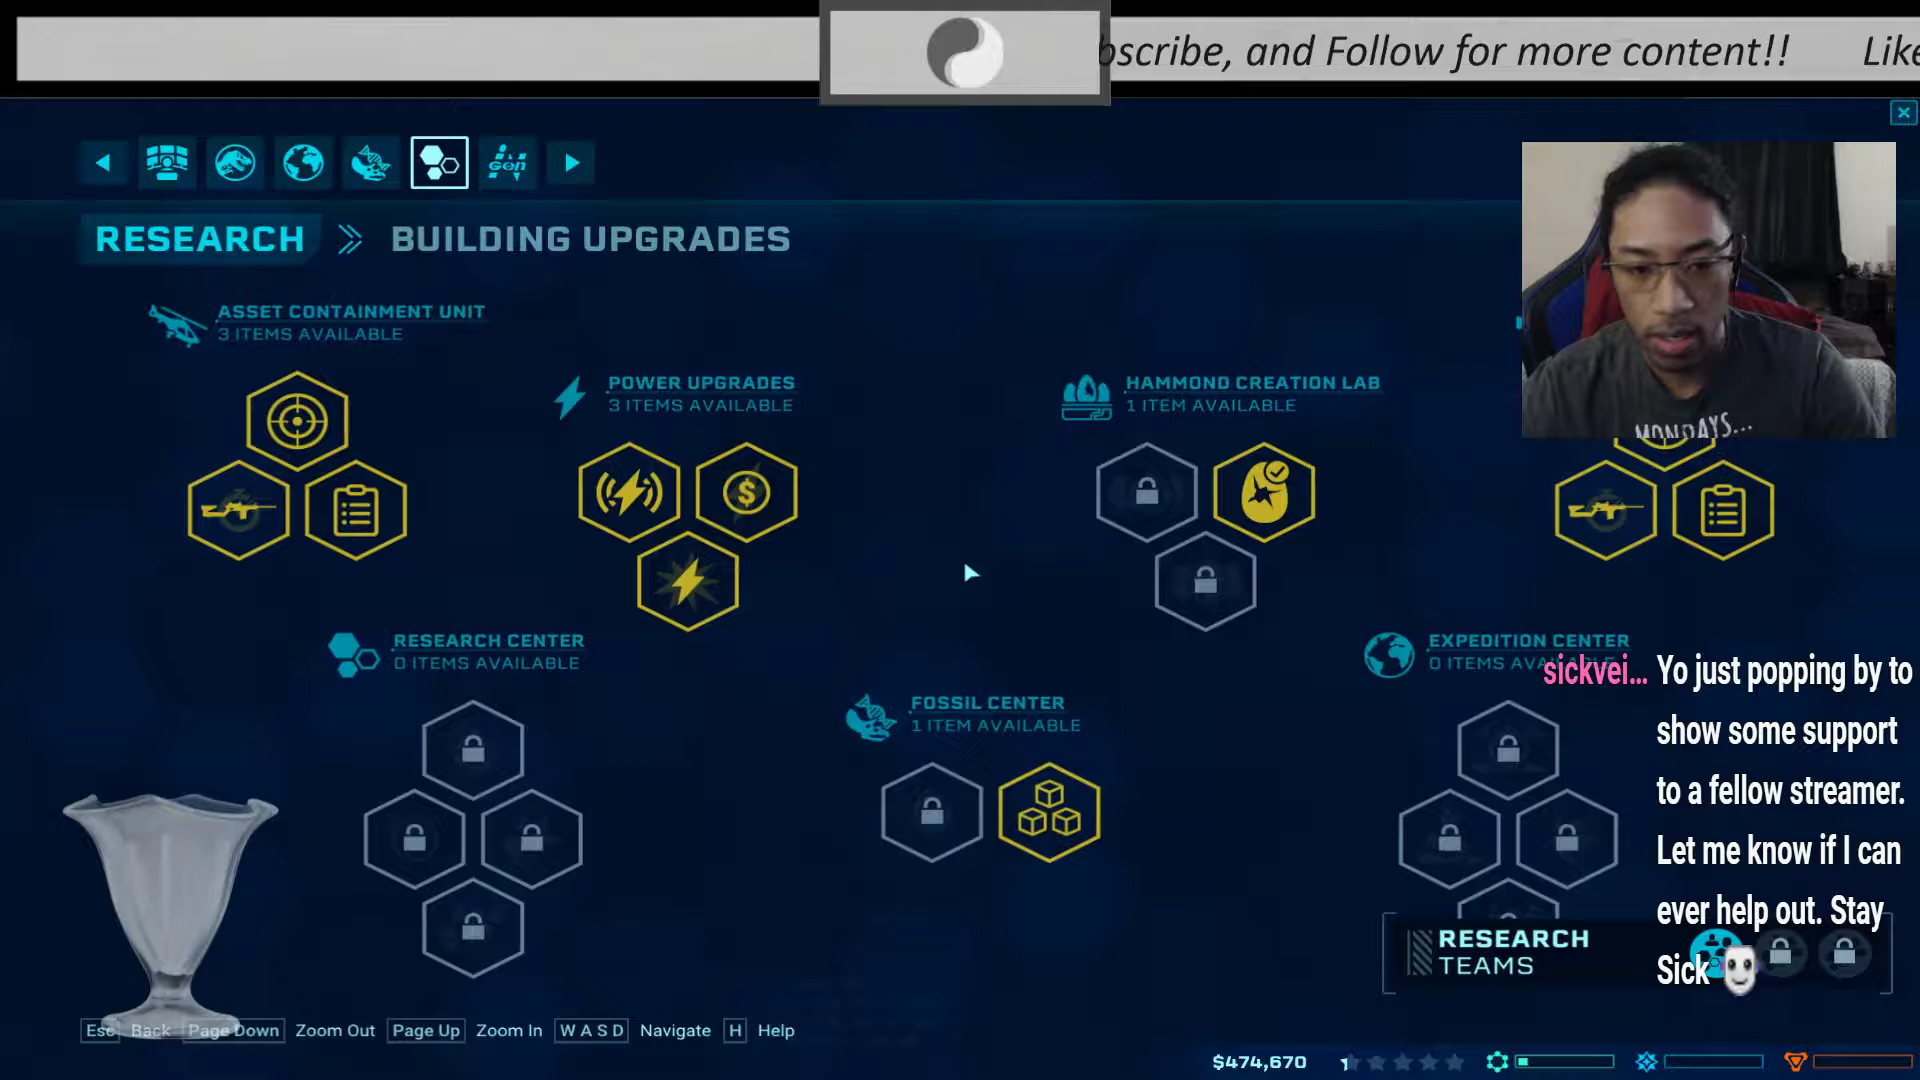 bscribe, and Follow for more content!! Like
Gen
RESEARCH >> BUILDING UPGRADES
ASSET CONTAINMENT UNIT
3 ITEMS AVAILABLE
POWER UPGRADES
3 ITEMS AVAILABLE
HAMMOND CREATION LAB
1 ITEM AVAILABLE
MONDAYS...
RESEARCH CENTER
0 ITEMS AVAILABLE
EXPEDITION CENTER
0 ITEMS
FOSSIL CENTER
1 ITEM AVAILABLE
sickvei... Yo just popping by to
show some support
to a fellow streamer.
Let me know if I can
ever help out. Stay
Sick
RESEARCH
TEAMS
Esc Back Page Down Zoom Out Page Up Zoom In W A S D Navigate H Help
$474,670